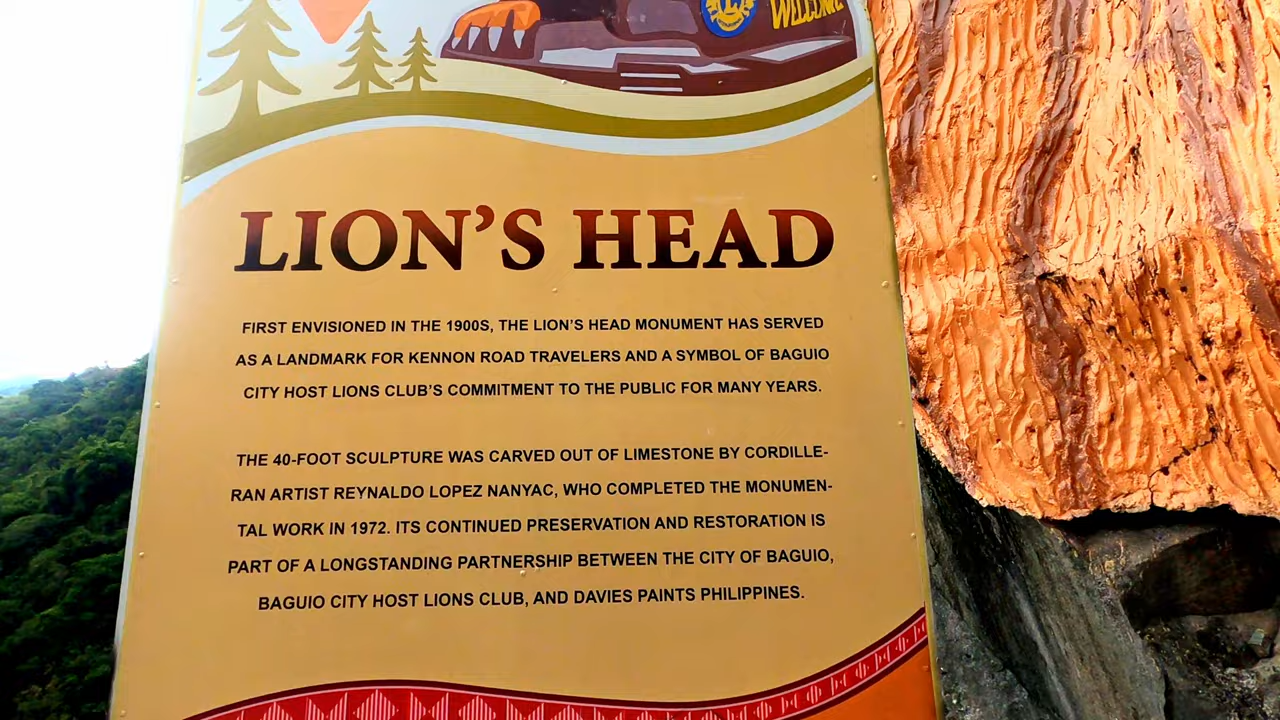 WELCOME
LION'S HEAD
FIRST ENVISIONED IN THE 1900S, THE LION'S HEAD MONUMENT HAS SERVED
AS A LANDMARK FOR KENNON ROAD TRAVELERS AND A SYMBOL OF BAGUIO
CITY HOST LIONS CLUB'S COMMITMENT TO THE PUBLIC FOR MANY YEARS.
THE 40-FOOT SCULPTURE WAS CARVED OUT OF LIMESTONE BY CORDILLE-
RAN ARTIST REYNALDO LOPEZ NANYAC, WHO COMPLETED THE MONUMEN-
TAL WORK IN 1972. ITS CONTINUED PRESERVATION AND RESTORATION IS
PART OF A LONGSTANDING PARTNERSHIP BETWEEN THE CITY OF BAGUIO,
BAGUIO CITY HOST LIONS CLUB, AND DAVIES PAINTS PHILIPPINES.